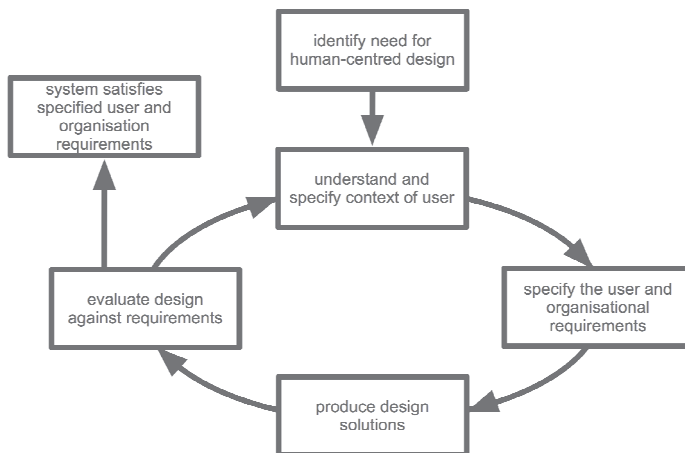 identify need for
human-centred design
system satisfies
specified user and
organisation
requirements
understand and
specify context of user
specify the user and
organisational
requirements
evaluate design
against requirements
produce design
solutions